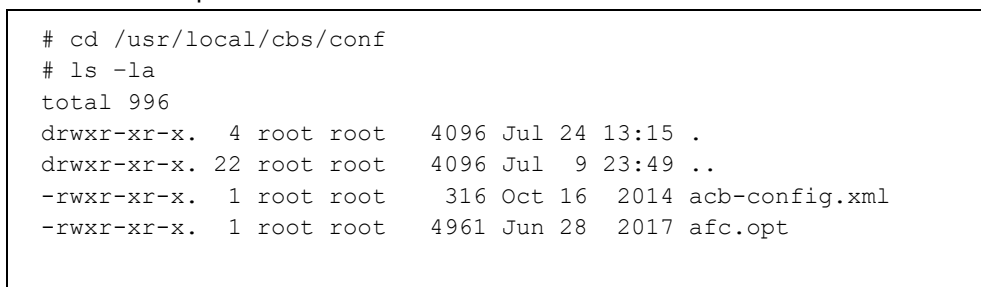 # cd /usr/local/cbs/conf
# ls –la
total 996
drwxr-xr-x.  4 root root   4096 Jul 24 13:15 .
drwxr-xr-x. 22 root root   4096 Jul  9 23:49 ..
-rwxr-xr-x.  1 root root    316 Oct 16  2014 acb-config.xml
-rwxr-xr-x.  1 root root   4961 Jun 28  2017 afc.opt